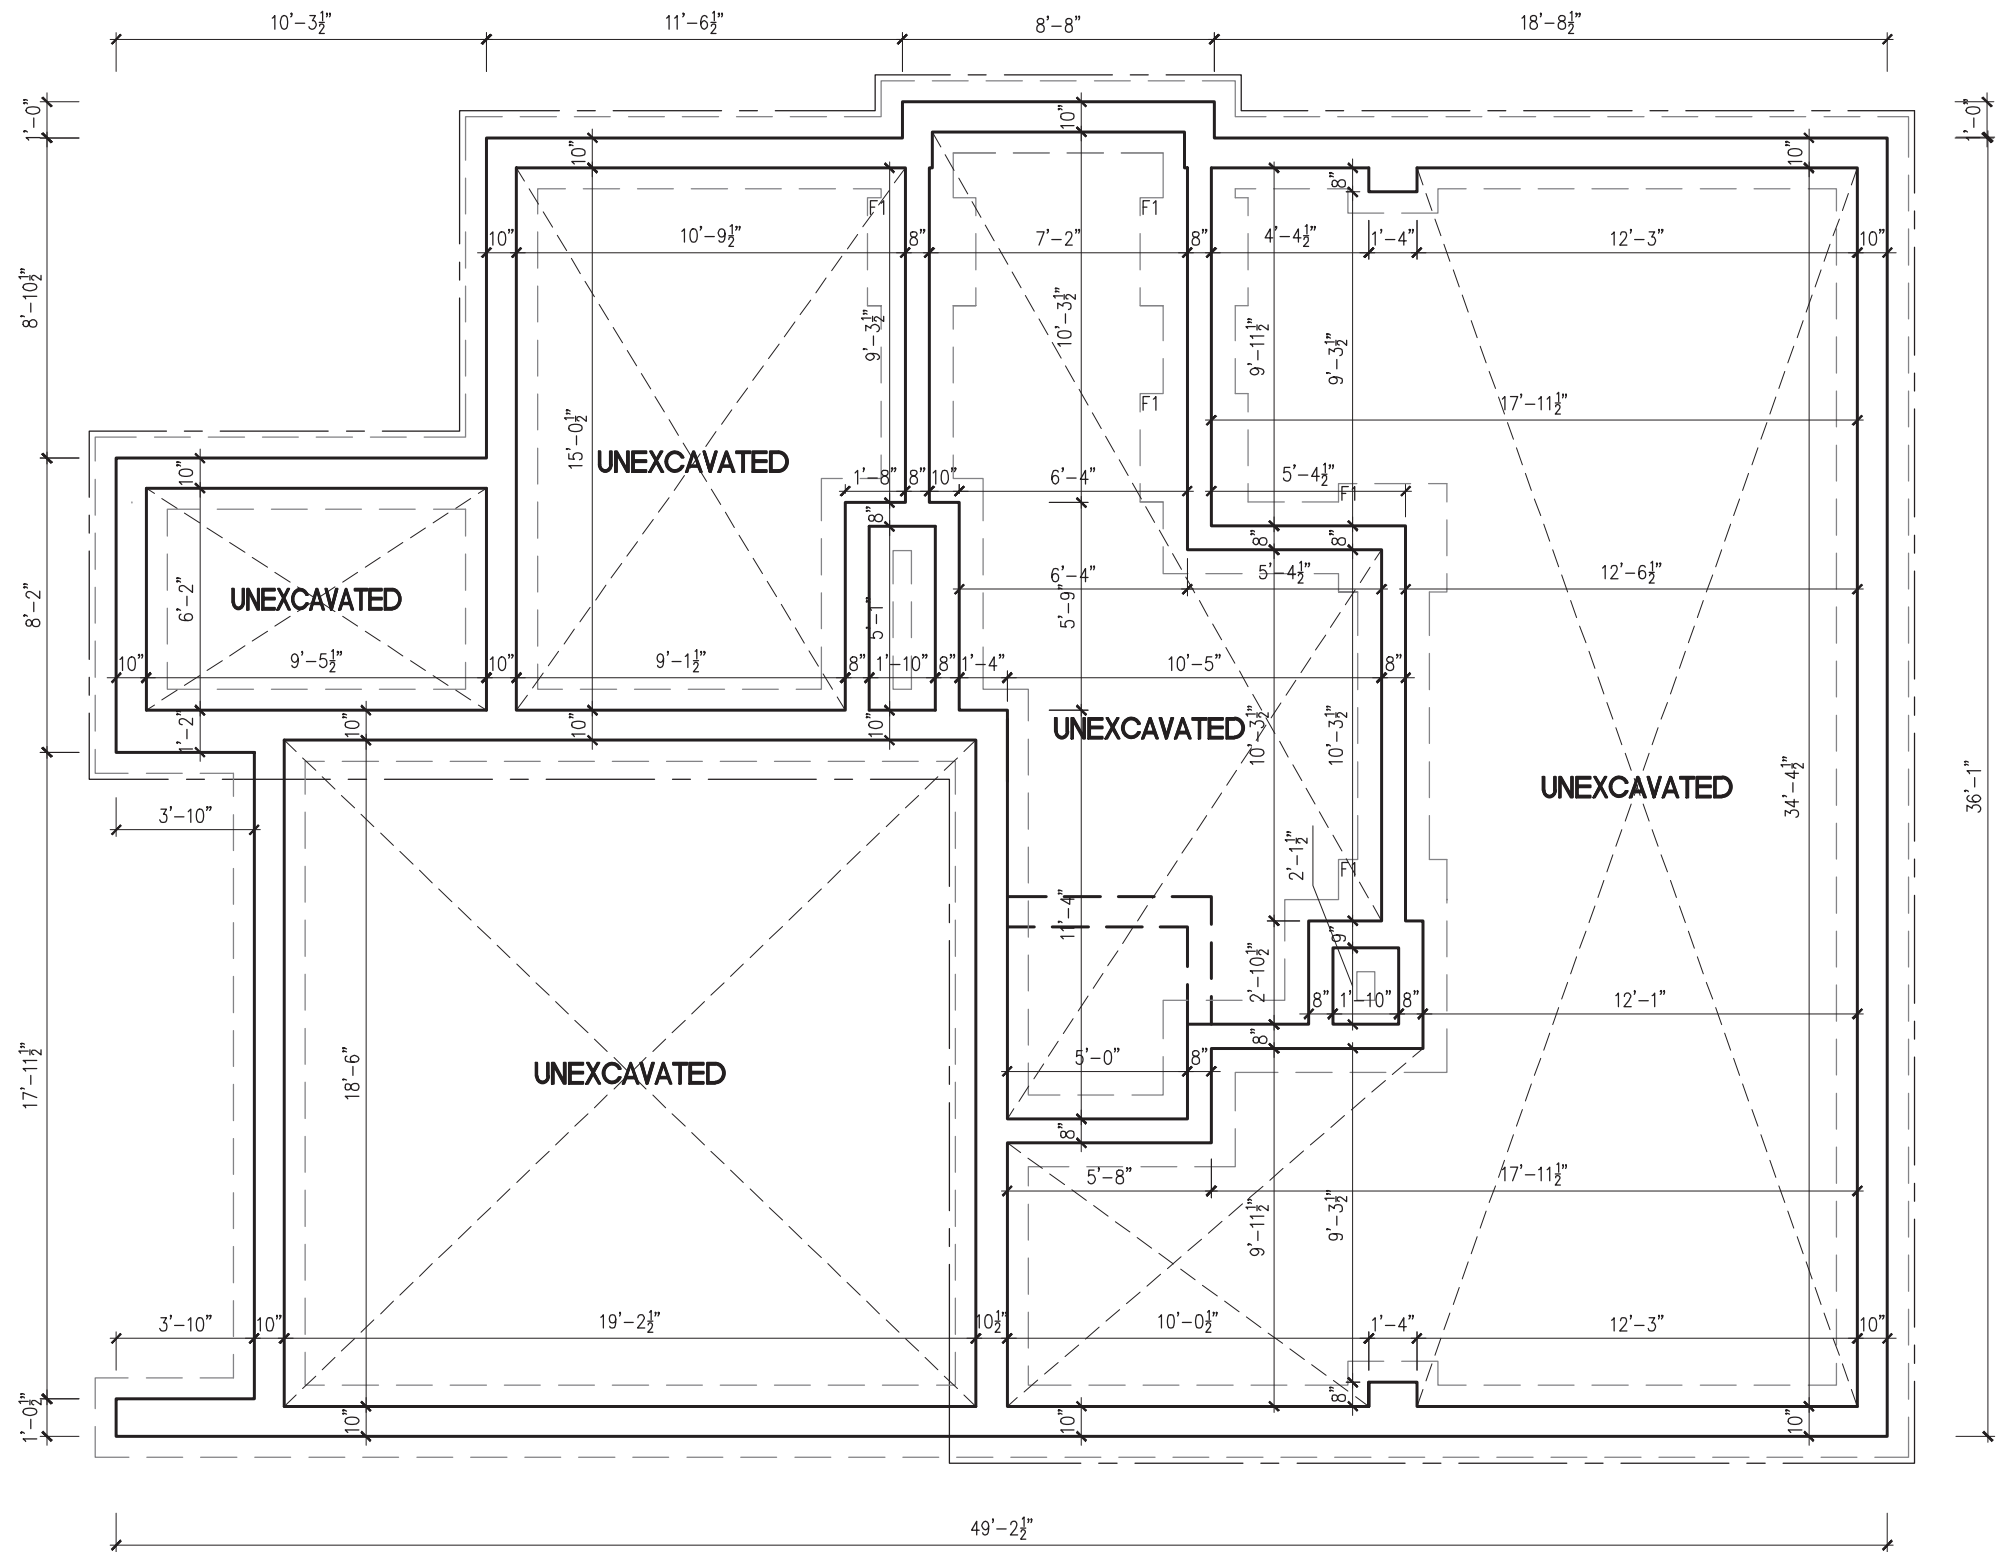 10'-3½" 11'-6½" 8'-8" 18'-8½"
1'-0" 10" 1'-0"
10" 10"
8"
F1 F1
10" 10'-9½" 8" 7'-2" 8" 4'-4½" 1'-4" 12'-3" 10"
8'-10½"
10'-3½"
9'-3½" 9'-11½" 9'-3½"
F1 17'-11½"
15'-0½"
UNEXCAVATED
10" 1'-8" 8" 10" 6'-4" 5'-4½"
F1
8" 8" 8"
6'-4" 5'-4½" 12'-6½"
UNEXCAVATED
8'-2" 6'-2" 5'-1" 5'-9"
10" 9'-5½" 10" 9'-1½" 8" 1'-10" 8" 1'-4" 10'-5" 8"
1'-2" 10" 10" 10"
UNEXCAVATED
10'-3½" 10'-3½"
UNEXCAVATED
34'-4½" 36'-1"
3'-10"
2'-1½"
F1
11'-4"
9"
2'-10½"
8" 1'-10" 8" 12'-1"
8"
5'-0" 8"
UNEXCAVATED
17'-11½" 18'-6"
8"
5'-8" 17'-11½"
9'-11½" 9'-3½"
3'-10" 10" 19'-2½" 10½" 10'-0½" 1'-4" 12'-3" 10"
8"
1'-0½" 10" 10" 10"
49'-2½"